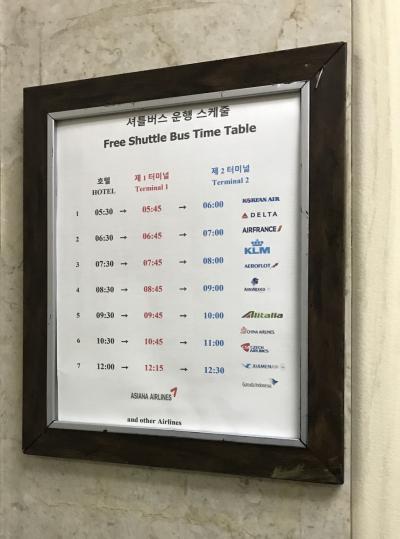 셔틀버스 운행 스케줄
Free Shuttle Bus Time Table
호텔 제 1 터미널 제 2 터미널
HOTEL Terminal 1 Terminal 2
1 05:30 → 05:45 → 06:00
KOREAN AIR
DELTA
2 06:30 → 06:45 → 07:00
AIRFRANCE
KLM
3 07:30 → 07:45 → 08:00
AEROFLOT
4 08:30 → 08:45 → 09:00
AEROMEXICO
5 09:30 → 09:45 → 10:00
Alitalia
6 10:30 → 10:45 → 11:00
CHINA AIRLINES
CZECH AIRLINES
7 12:00 → 12:15 → 12:30
XIAMENAIR
Garuda Indonesia
ASIANA AIRLINES
and other Airlines